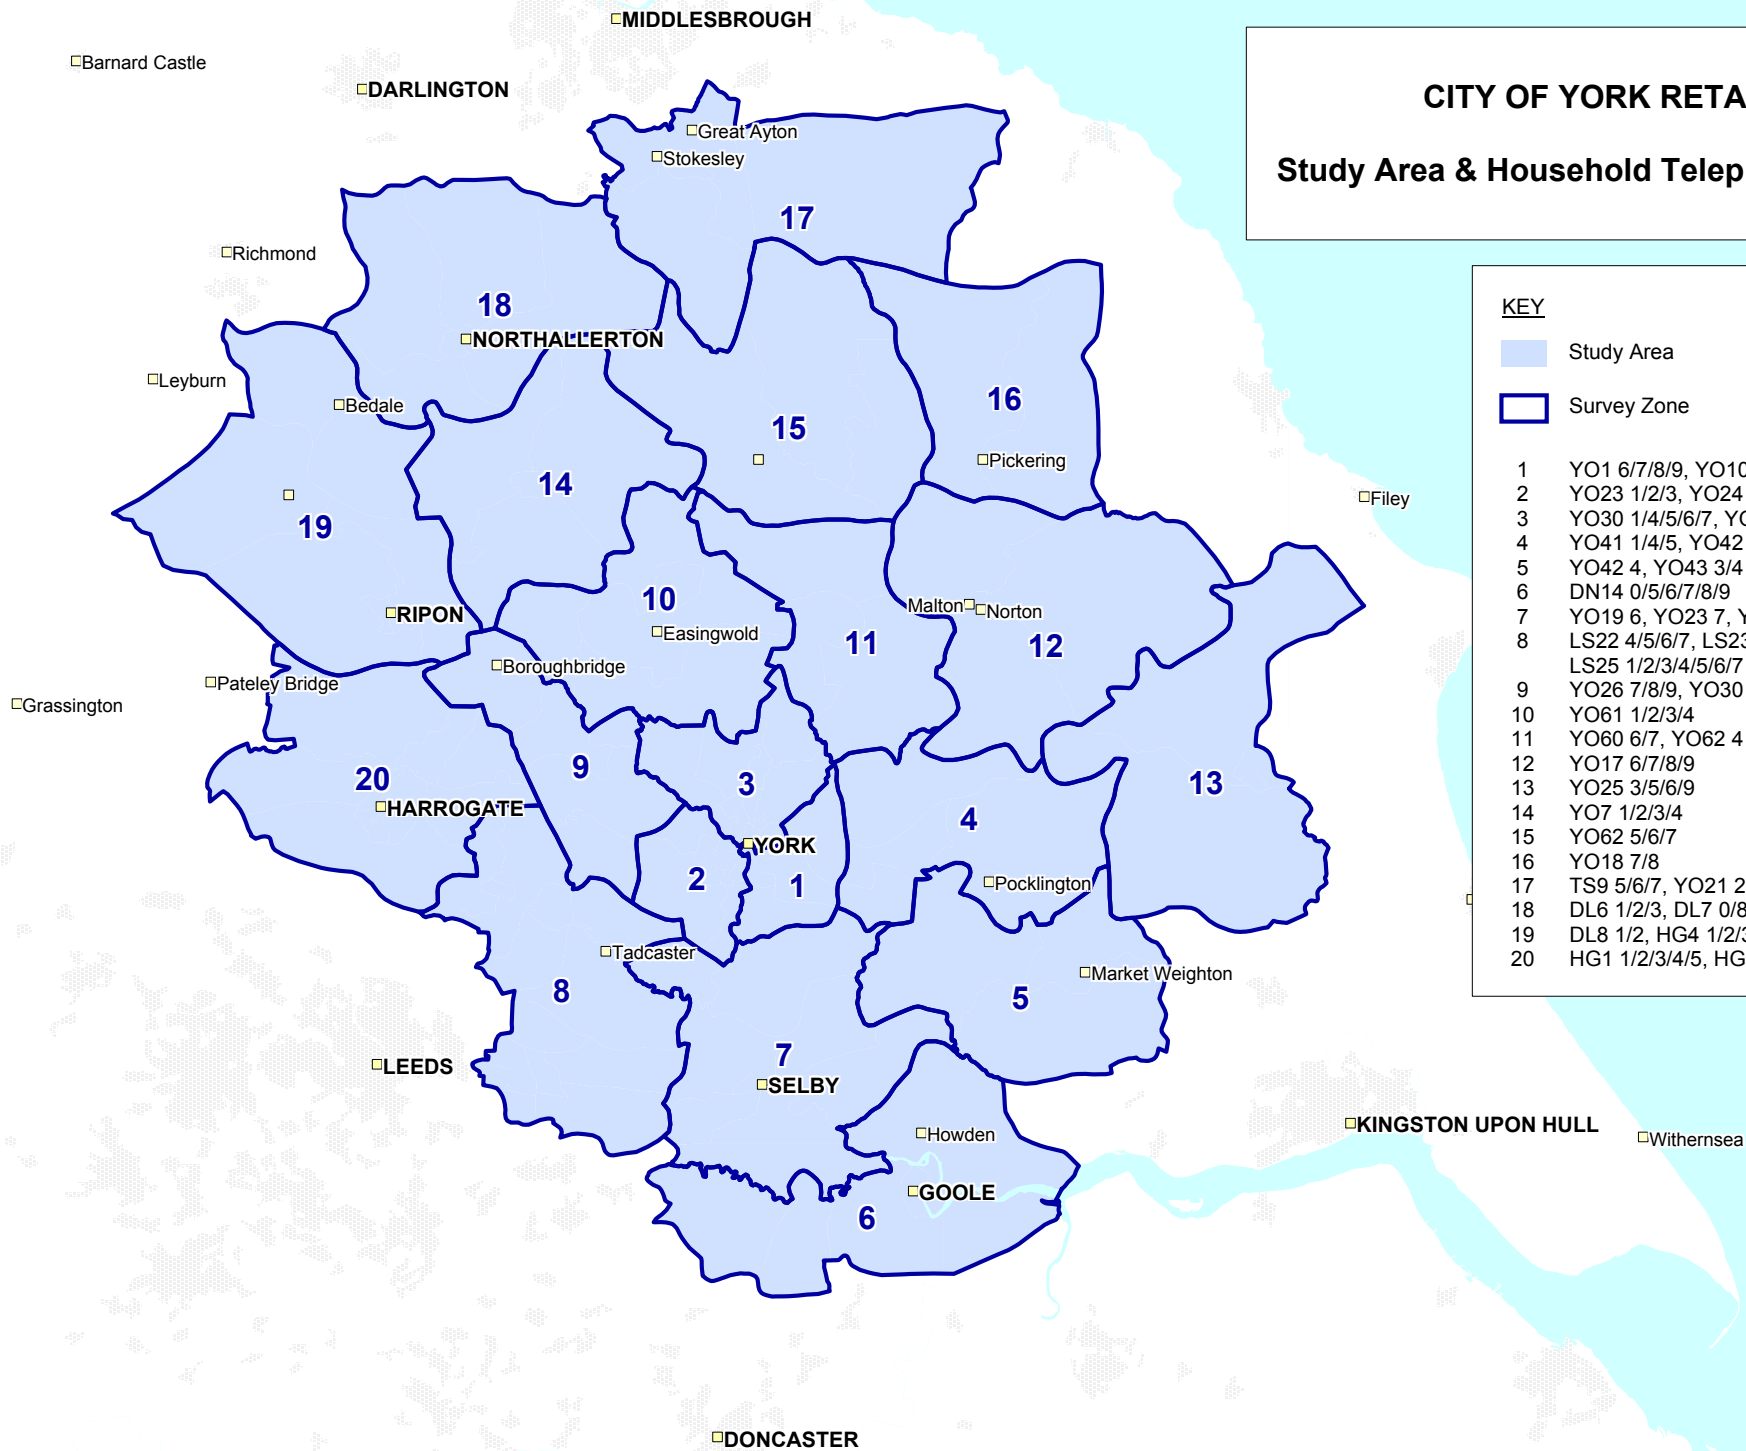 MIDDLESBROUGH
Barnard Castle
DARLINGTON
CITY OF YORK RETA
Great Ayton
Stokesley
Study Area & Household Telep
17
Richmond
18
KEY
NORTHALLERTON
Study Area
Leyburn
Bedale
16
Survey Zone
15
Pickering
1 YO1 6/7/8/9, YO10
14
2 YO23 1/2/3, YO24
Filey
19
3 YO30 1/4/5/6/7, YO
4 YO41 1/4/5, YO42
5 YO42 4, YO43 3/4
6 DN14 0/5/6/7/8/9
10
Malton
Norton
RIPON
7 YO19 6, YO23 7, Y
Easingwold
11
12
8 LS22 4/5/6/7, LS23
Boroughbridge
LS25 1/2/3/4/5/6/7
Pateley Bridge
9 YO26 7/8/9, YO30
Grassington
10 YO61 1/2/3/4
11 YO60 6/7, YO62 4
9
12 YO17 6/7/8/9
20
3
13
13 YO25 3/5/6/9
HARROGATE
14 YO7 1/2/3/4
4
15 YO62 5/6/7
YORK
16 YO18 7/8
2
1
Pocklington
17 TS9 5/6/7, YO21 2
18 DL6 1/2/3, DL7 0/8
19 DL8 1/2, HG4 1/2/3
Tadcaster
20 HG1 1/2/3/4/5, HG
Market Weighton
8
5
7
LEEDS
SELBY
KINGSTON UPON HULL
Howden
Withernsea
GOOLE
6
DONCASTER